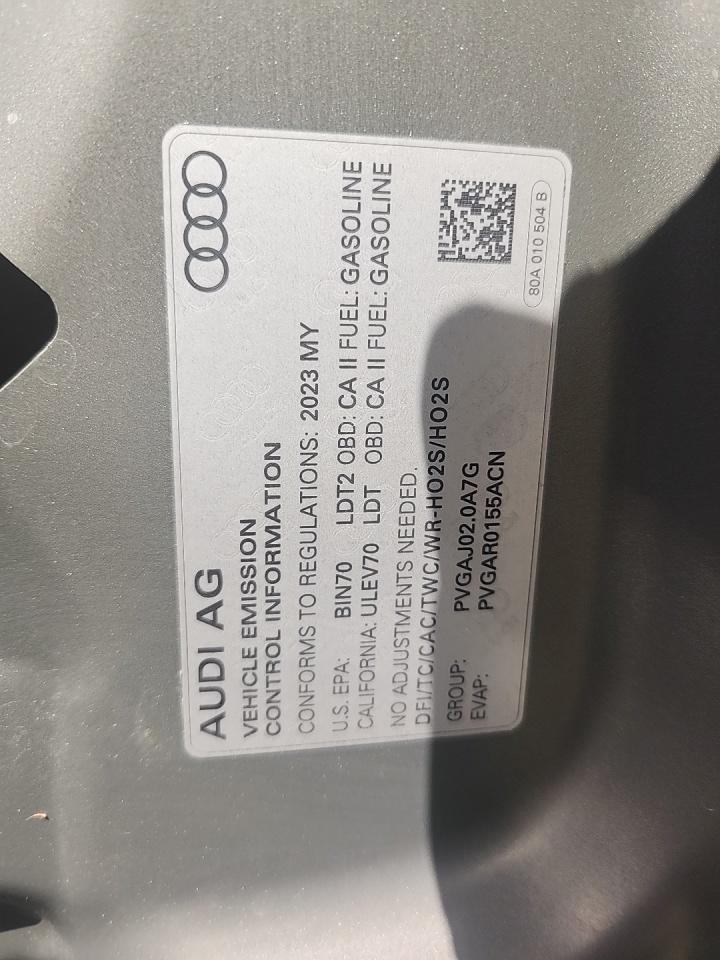 AUDI AG
VEHICLE EMISSION
CONTROL INFORMATION
CONFORMS TO REGULATIONS: 2023 MY
U.S. EPA: BIN70 LDT2 OBD: CA II FUEL: GASOLINE
CALIFORNIA: ULEV70 LDT OBD: CA II FUEL: GASOLINE
NO ADJUSTMENTS NEEDED.
DFI/TC/CAC/TWC/WR-HO2S/HO2S
GROUP: PVGAJ02.0A7G
EVAP: PVGAR0155ACN
80A 010 504 B